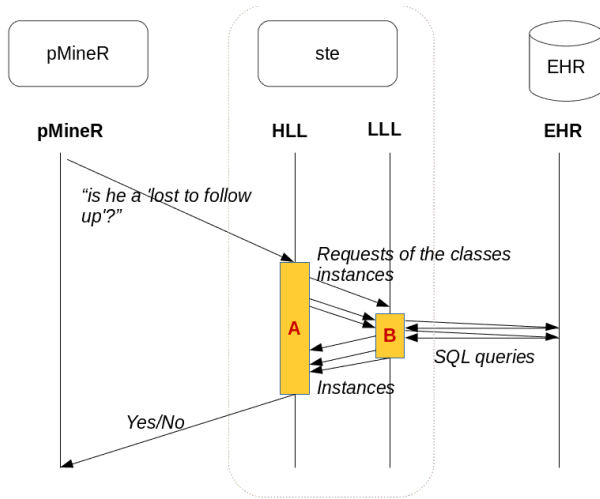 pMineR
ste
EHR
pMineR
HLL
LLL
EHR
“is he a 'lost to follow
up'?”
Requests of the classes
instances
A
B
SQL queries
Instances
Yes/No